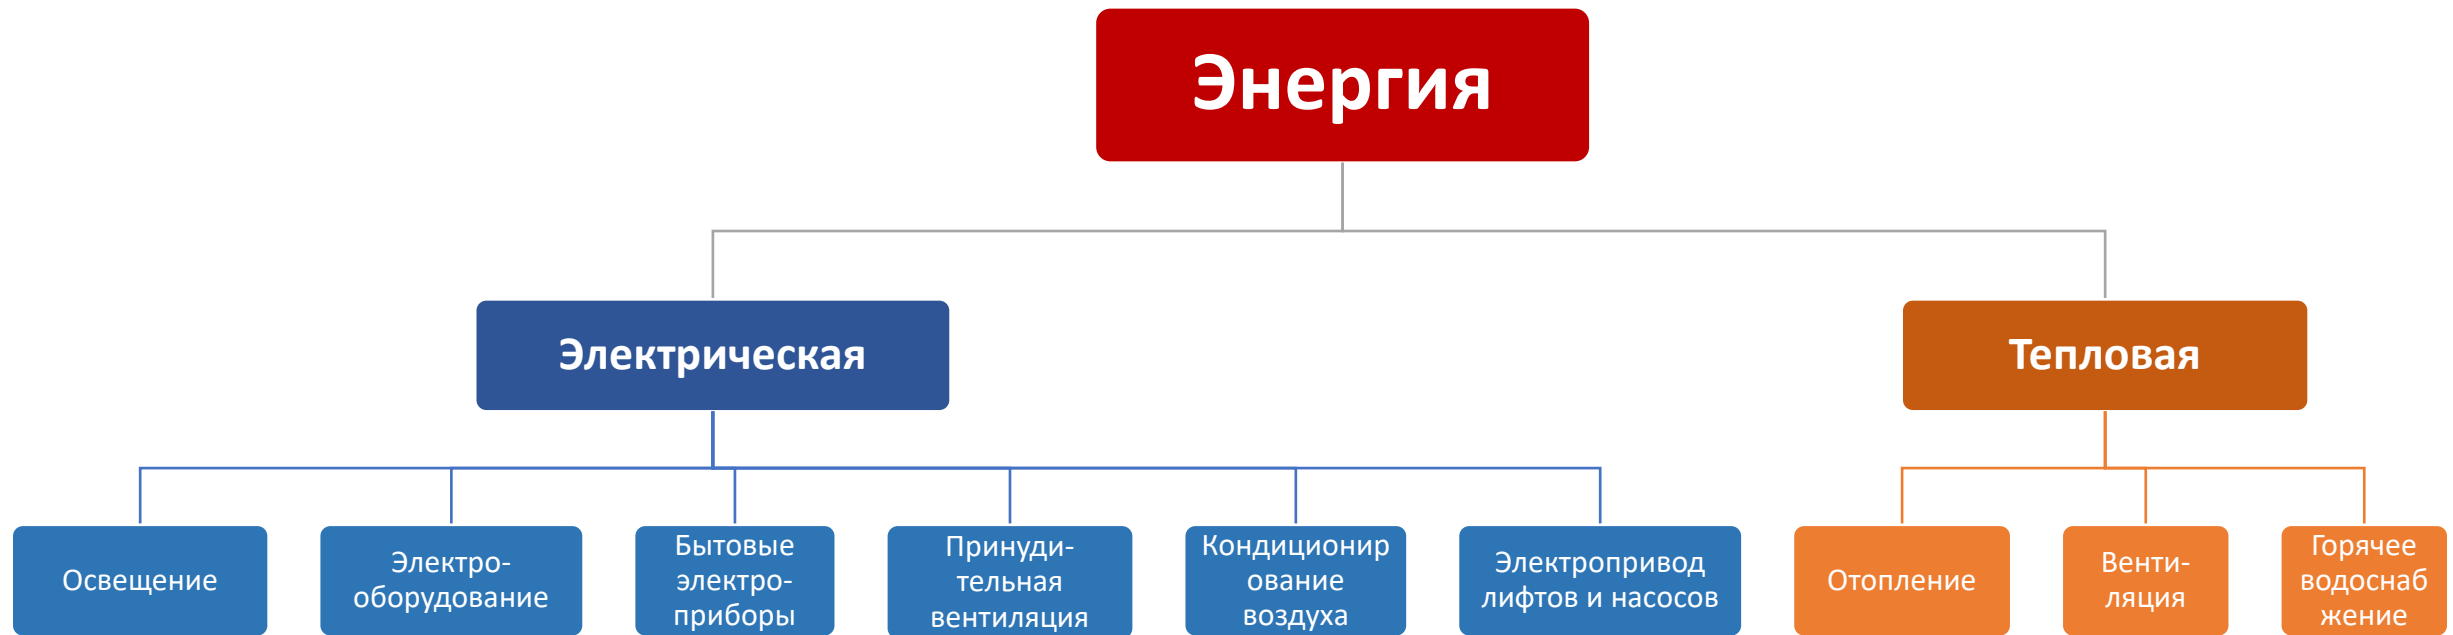 Энергия
Электрическая
Тепловая
Освещение
Электро-
оборудование
Бытовые
электро-
приборы
Принуди-
тельная
вентиляция
Кондиционир
ование
воздуха
Электропривод
лифтов и насосов
Отопление
Венти-
ляция
Горячее
водоснаб
жение